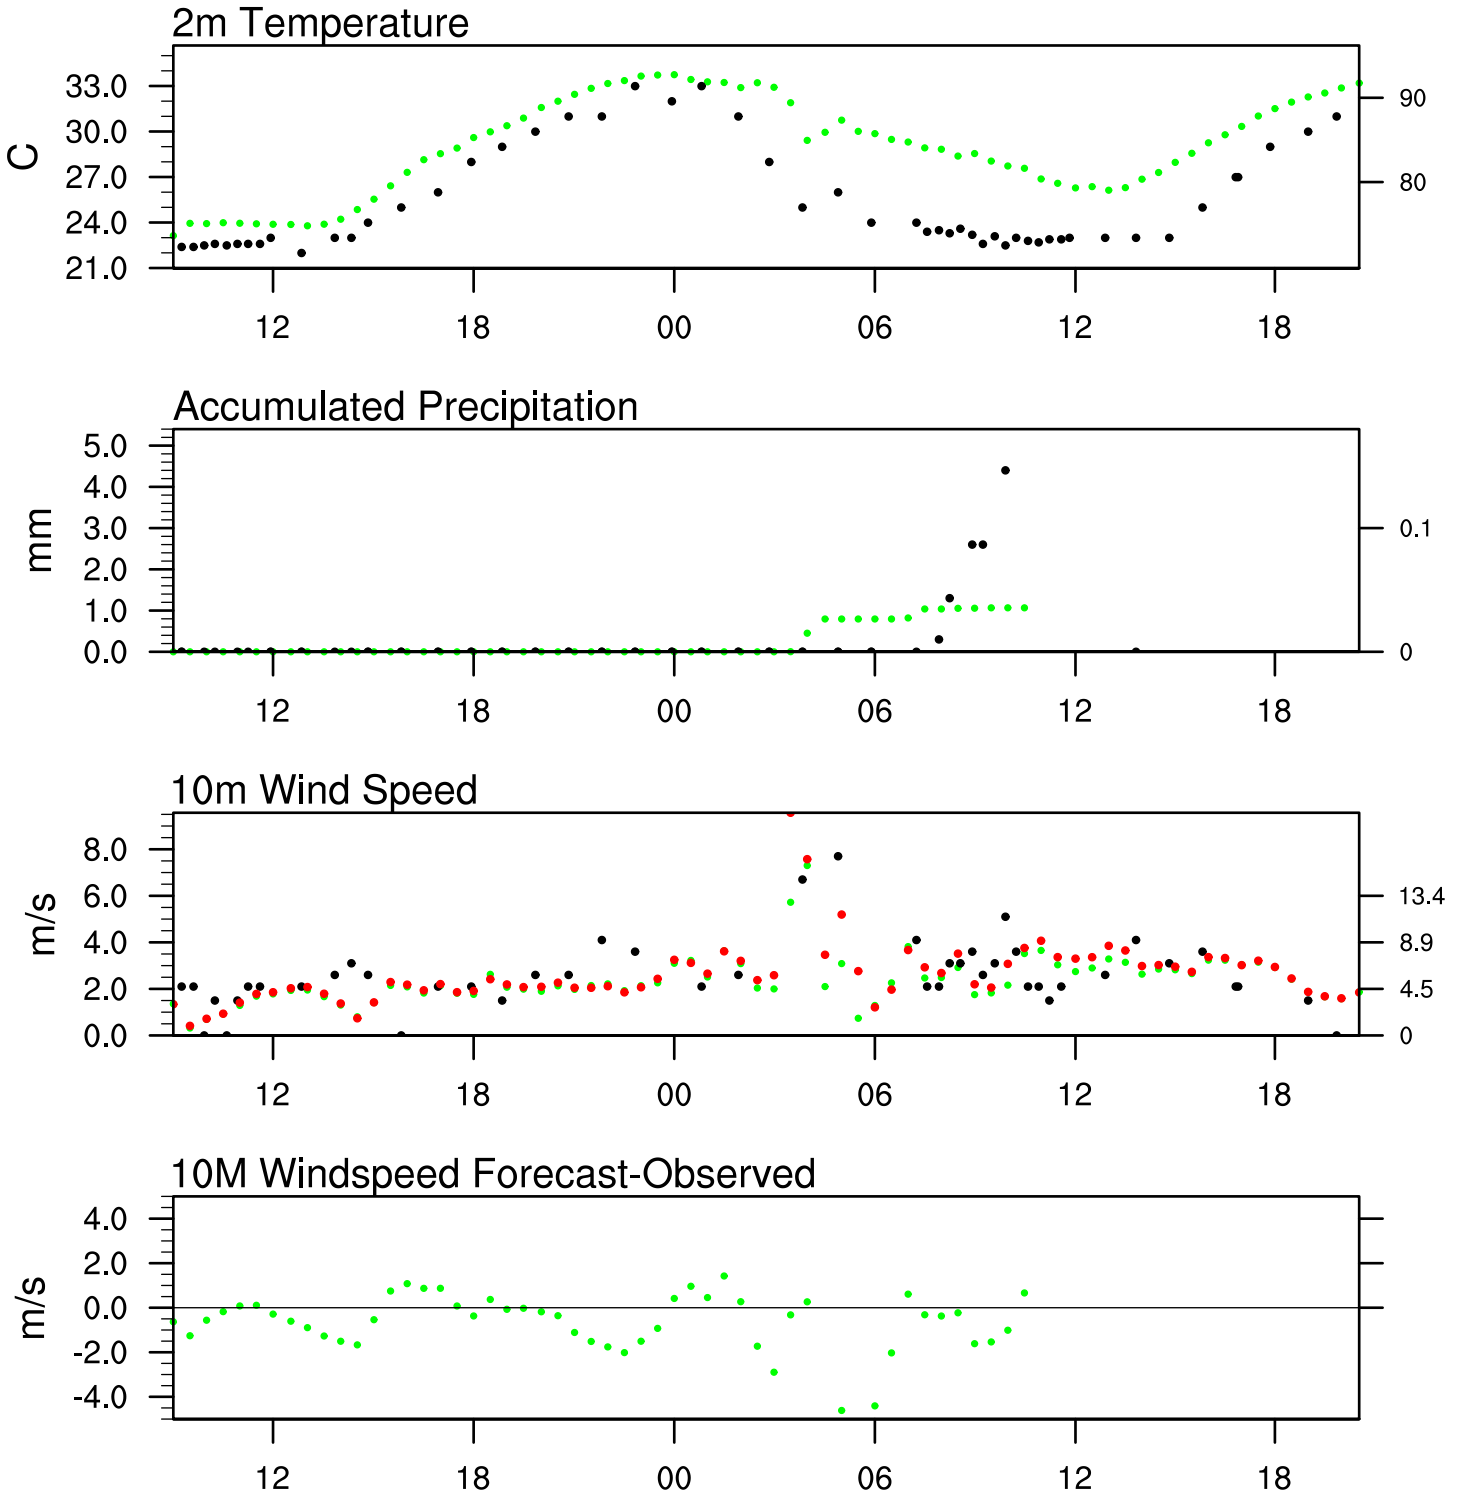 2m Temperature
33.0
30.0
27.0
24.0
21.0
C
90
80
12 18 00 06 12 18
Accumulated Precipitation
5.0
4.0
3.0
2.0
1.0
0.0
mm
0.1
0
12 18 00 06 12 18
10m Wind Speed
8.0
6.0
4.0
2.0
0.0
m/s
13.4
8.9
4.5
0
12 18 00 06 12 18
10M Windspeed Forecast-Observed
4.0
2.0
0.0
-2.0
-4.0
m/s
12 18 00 06 12 18